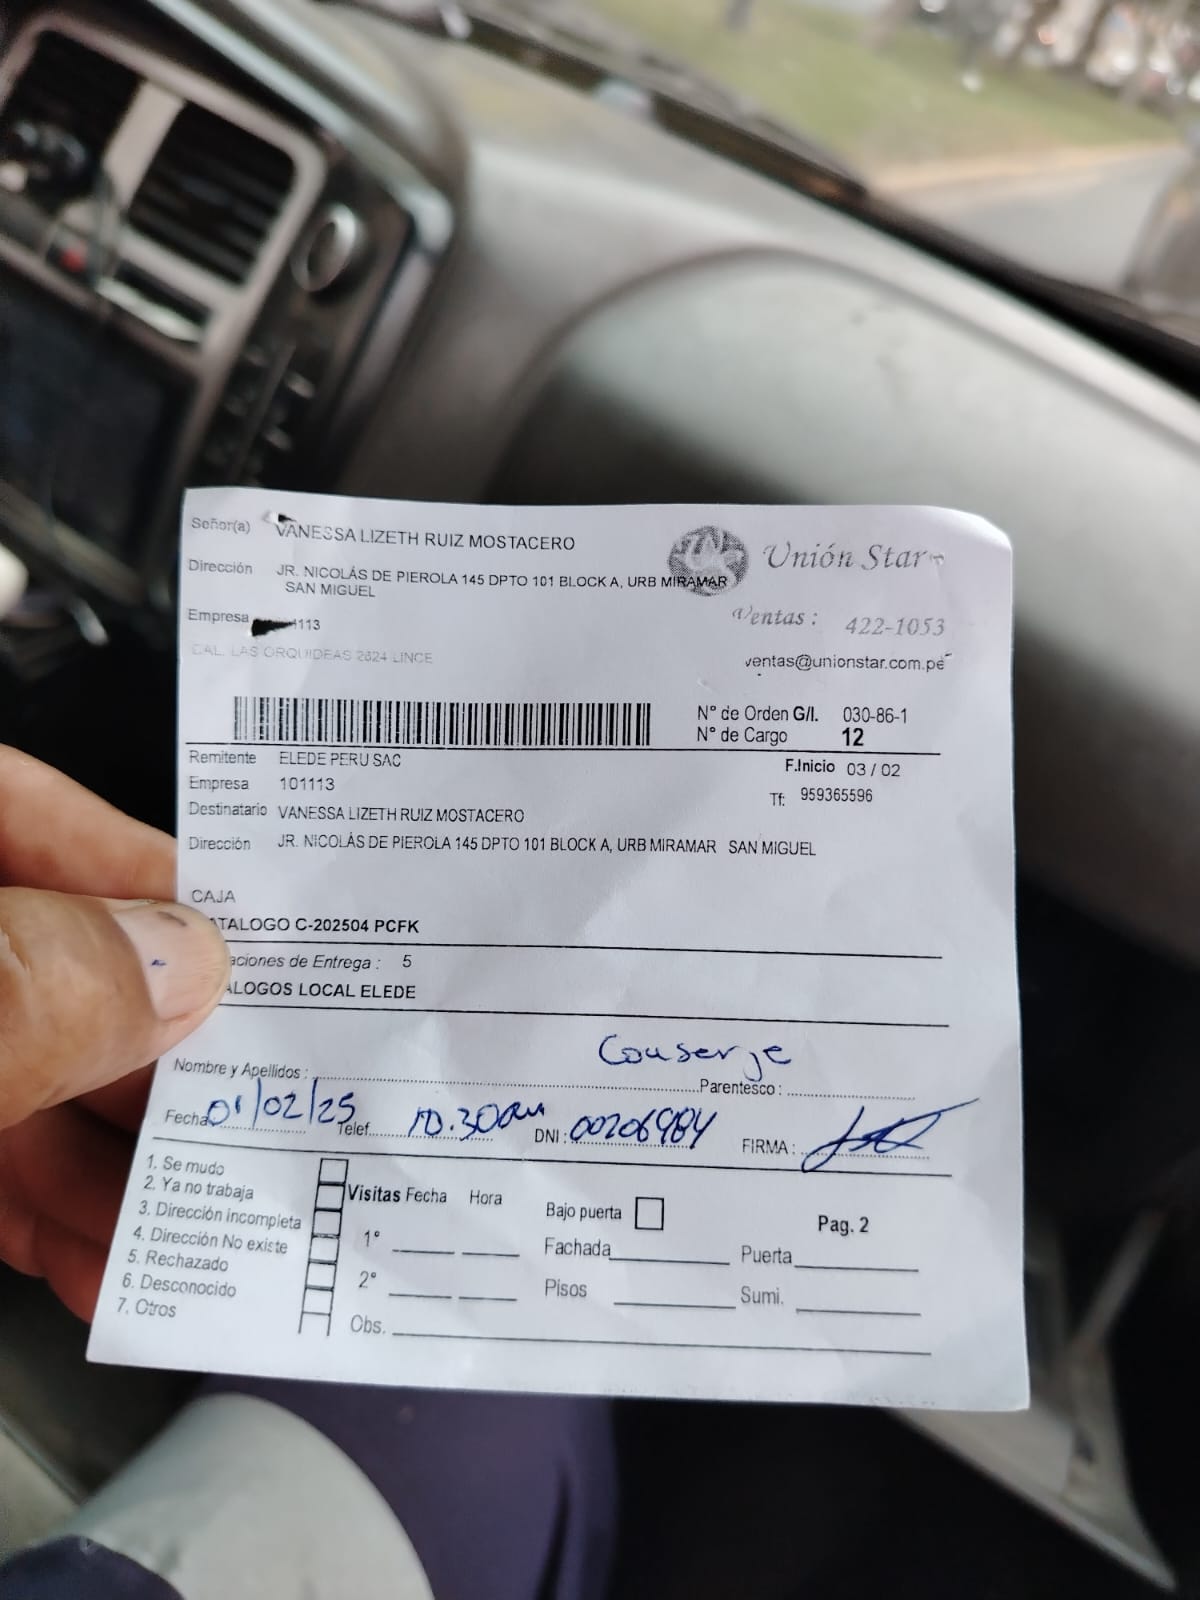 Señor(a) VANESSA LIZETH RUIZ MOSTACERO
Unión Star
Dirección JR. NICOLÁS DE PIEROLA 145 DPTO 101 BLOCK A, URB MIRAMAR
SAN MIGUEL
Empresa 1113
Ventas : 422-1053
CAL. LAS ORQUIDEAS 2624 LINCE
ventas@unionstar.com.pe
N° de Orden G/I. 030-86-1
N° de Cargo 12
Remitente ELEDE PERU SAC
F.Inicio 03 / 02
Empresa 101113
Tf: 959365596
Destinatario VANESSA LIZETH RUIZ MOSTACERO
Dirección JR. NICOLÁS DE PIEROLA 145 DPTO 101 BLOCK A, URB MIRAMAR SAN MIGUEL
CAJA
ATALOGO C-202504 PCFK
aciones de Entrega : 5
ALOGOS LOCAL ELEDE
Conserje
Nombre y Apellidos : Parentesco :
Fecha 01/02/25 Telef. 10.30am DNI : 00206984 FIRMA :
1. Se mudo
2. Ya no trabaja
3. Dirección incompleta
4. Dirección No existe
5. Rechazado
6. Desconocido
7. Otros
Visitas Fecha Hora
1°
2°
Obs.
Bajo puerta
Pag. 2
Fachada Puerta
Pisos Sumi.